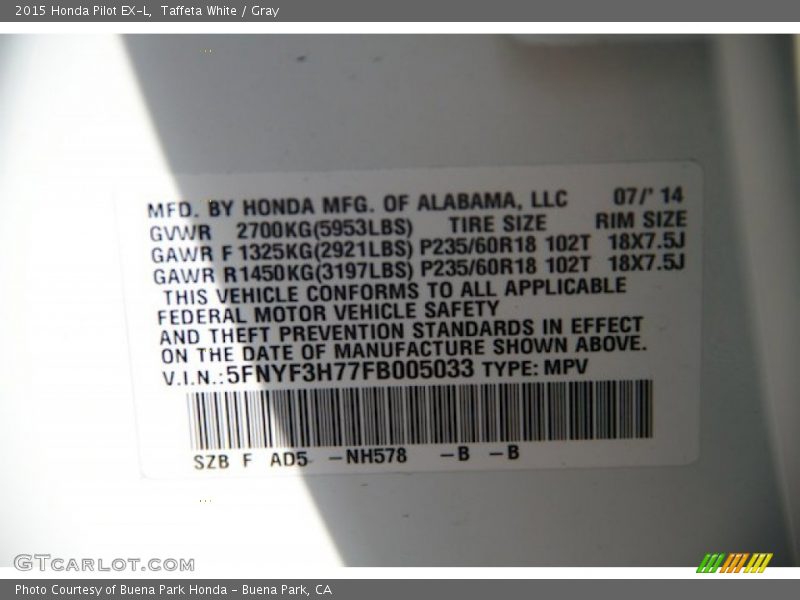 2015 Honda Pilot EX-L, Taffeta White / Gray
MFD. BY HONDA MFG. OF ALABAMA, LLC 07/' 14
GVWR 2700KG(5953LBS) TIRE SIZE RIM SIZE
GAWR F 1325KG(2921LBS) P235/60R18 102T 18X7.5J
GAWR R 1450KG(3197LBS) P235/60R18 102T 18X7.5J
THIS VEHICLE CONFORMS TO ALL APPLICABLE
FEDERAL MOTOR VEHICLE SAFETY
AND THEFT PREVENTION STANDARDS IN EFFECT
ON THE DATE OF MANUFACTURE SHOWN ABOVE.
V.I.N.:5FNYF3H77FB005033 TYPE: MPV
SZB F AD5 -NH578 -B -B
GTCARLOT.COM
Photo Courtesy of Buena Park Honda - Buena Park, CA